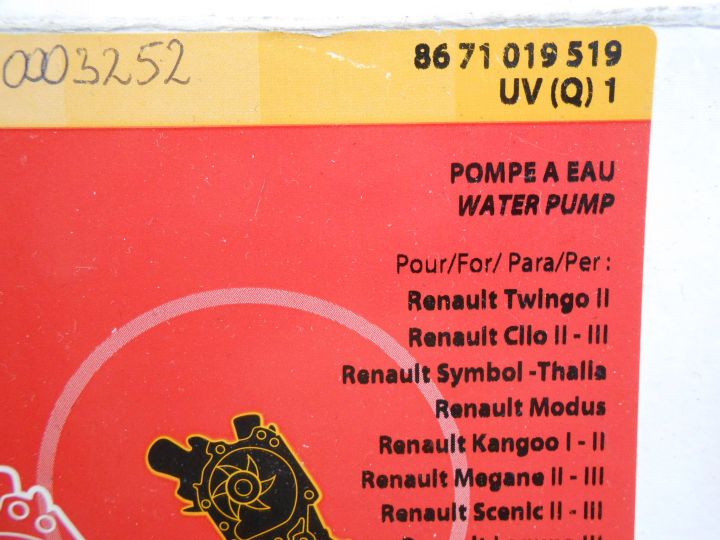 0003252
86 71 019 519
UV (Q) 1
POMPE A EAU
WATER PUMP
Pour/For/ Para/Per :
Renault Twingo II
Renault Clio II - III
Renault Symbol -Thalia
Renault Modus
Renault Kangoo I - II
Renault Megane II - III
Renault Scenic II - III